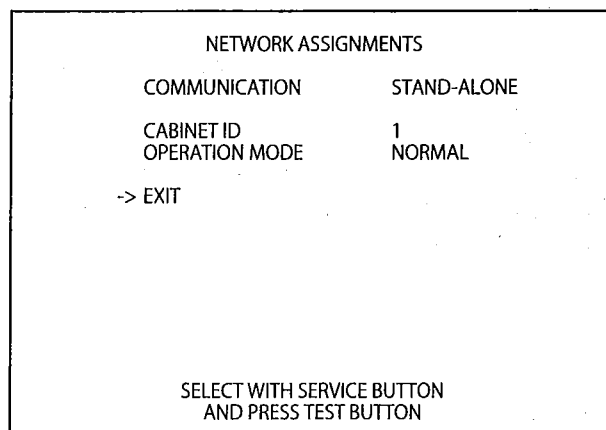 NETWORK ASSIGNMENTS
COMMUNICATION STAND-ALONE
CABINET ID 1
OPERATION MODE NORMAL
-> EXIT
SELECT WITH SERVICE BUTTON
AND PRESS TEST BUTTON